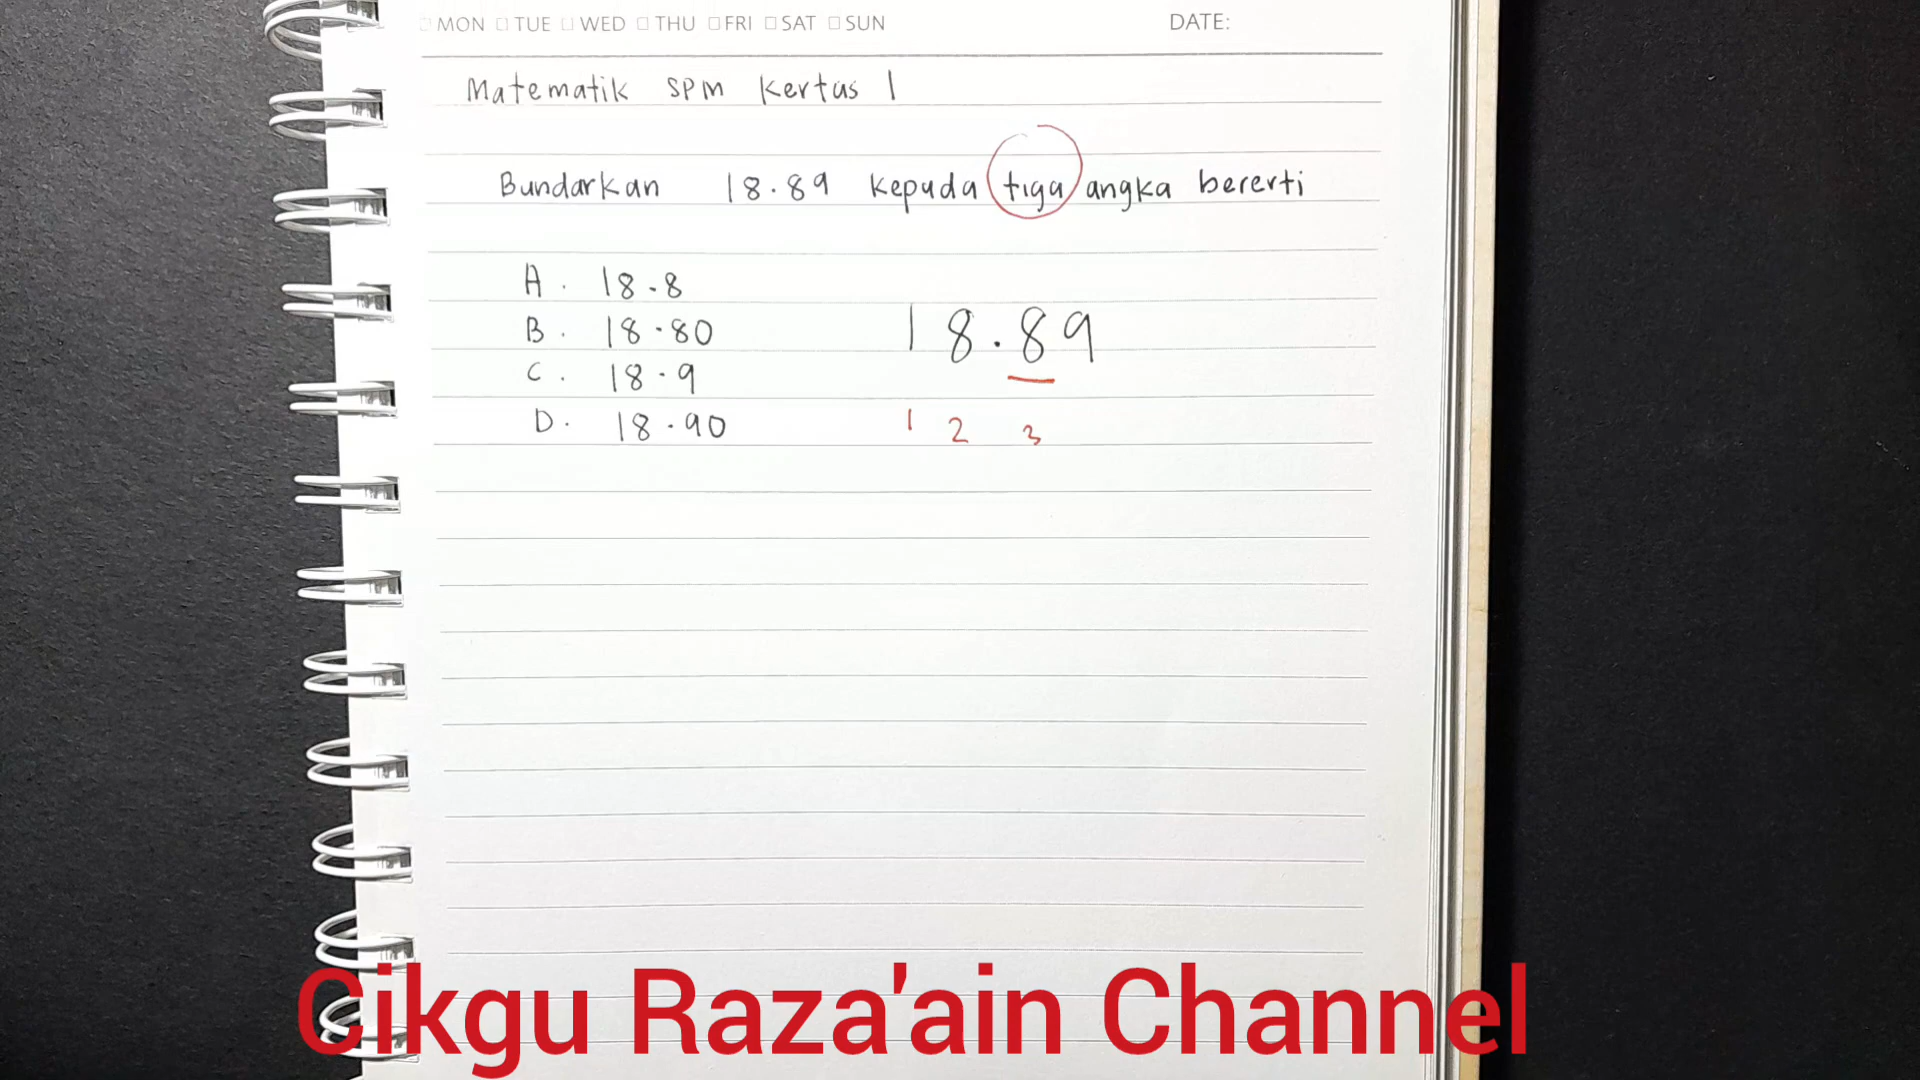 MON TUE WED THU FRI SAT SUN DATE:
Matematik SPM Kertas 1
Bundarkan 18.89 kepada tiga angka bererti
A. 18.8
B. 18.80
C. 18.9
D. 18.90
18.89
1 2 3
Cikgu Raza'ain Channel